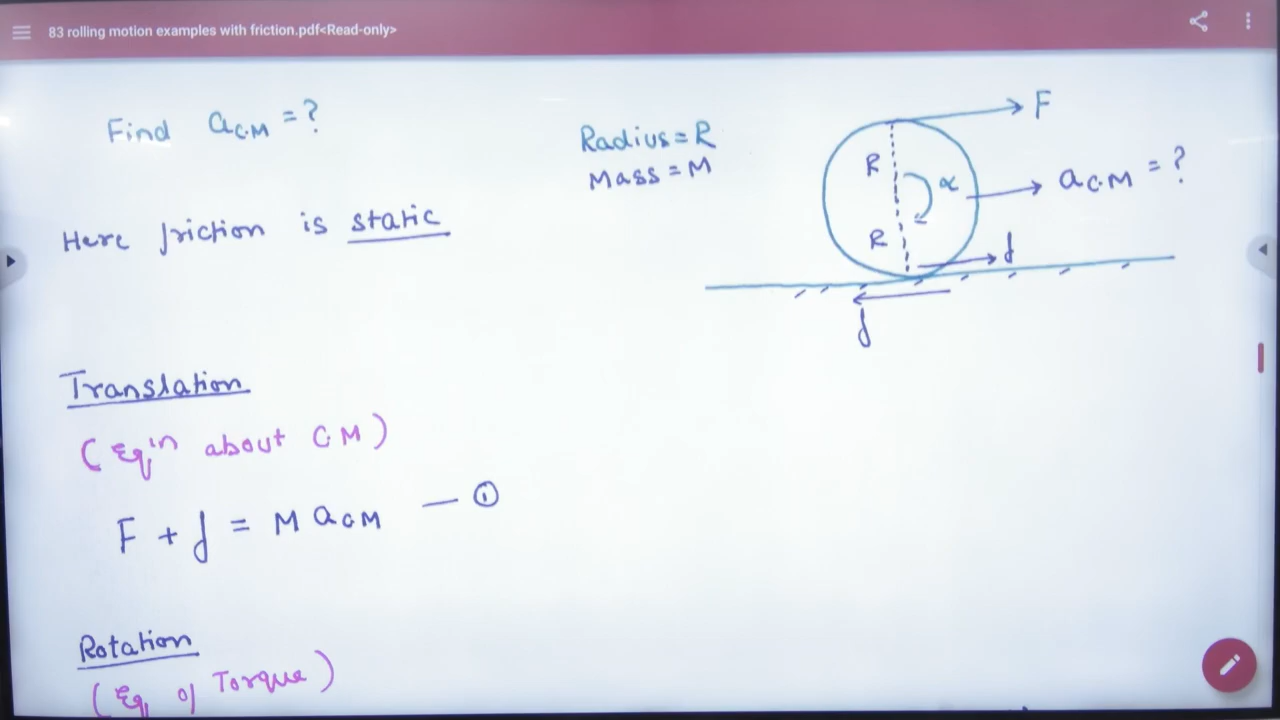 83 rolling motion examples with friction.pdf<Read-only>
Find a_C.M = ?
Radius = R
Mass = M
F
R
α
a_C.M = ?
R
f
f
Here friction is static
Translation
(Eqⁿ about C.M)
F + f = M a_CM — ①
Rotation
(Eq of Torque)